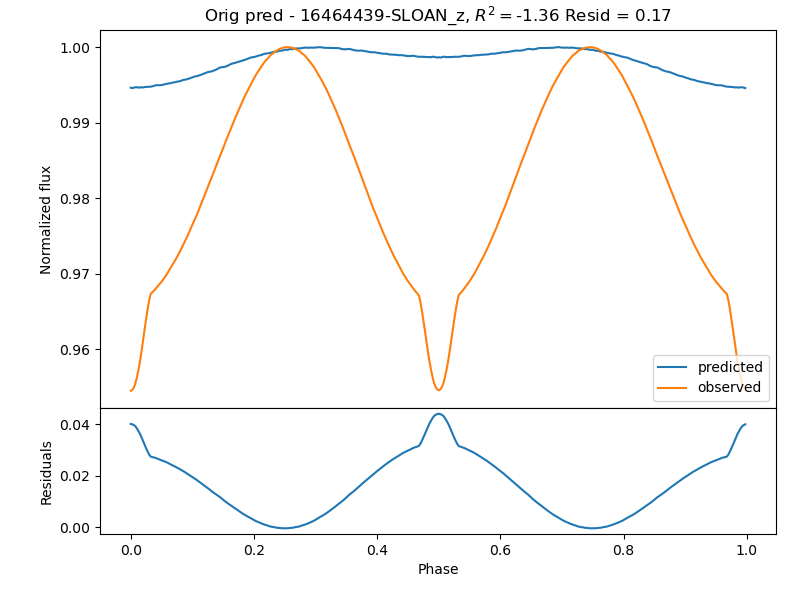 Orig pred - 16464439-SLOAN_z, R² = -1.36 Resid = 0.17
1.00
0.99
0.98
0.97
0.96
Normalized flux
predicted
observed
0.04
0.02
0.00
Residuals
0.0 0.2 0.4 0.6 0.8 1.0
Phase